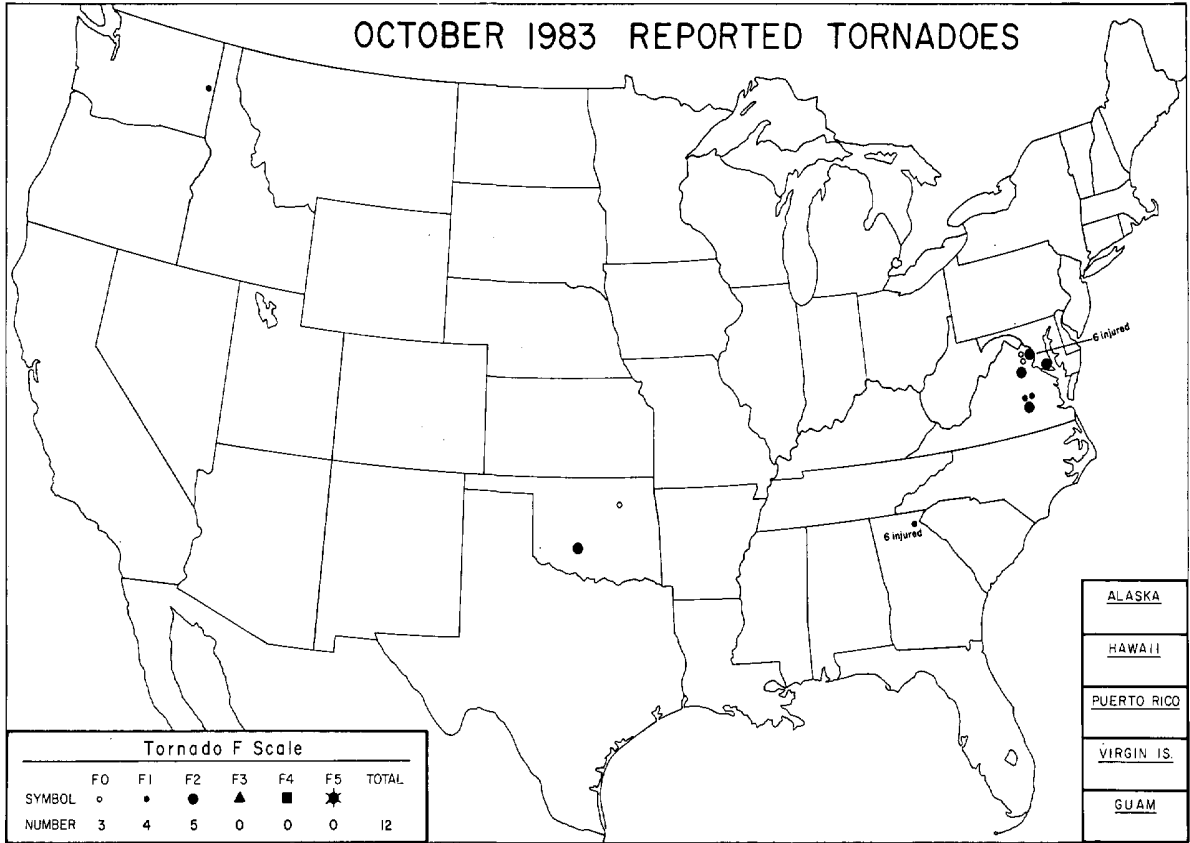 OCTOBER 1983 REPORTED TORNADOES
6 injured
6 injured
ALASKA
HAWAII
PUERTO RICO
VIRGIN IS.
GUAM
Tornado F Scale
F0 F1 F2 F3 F4 F5 TOTAL
SYMBOL
NUMBER 3 4 5 0 0 0 12